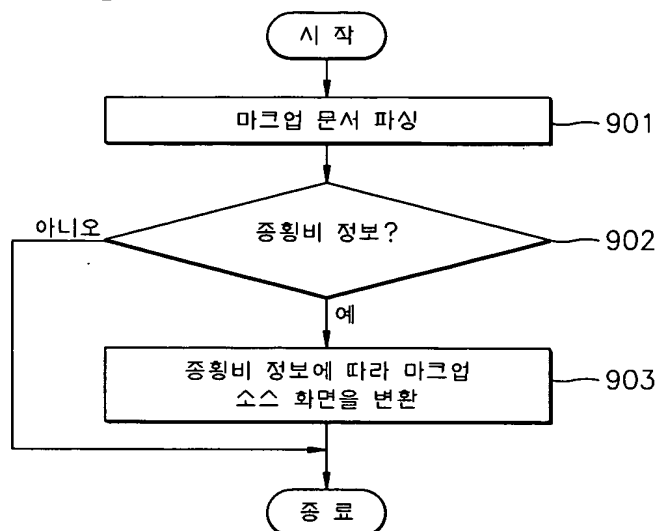 시 작
마크업 문서 파싱
901
아니오
종횡비 정보?
902
예
종횡비 정보에 따라 마크업
소스 화면을 변환
903
종 료